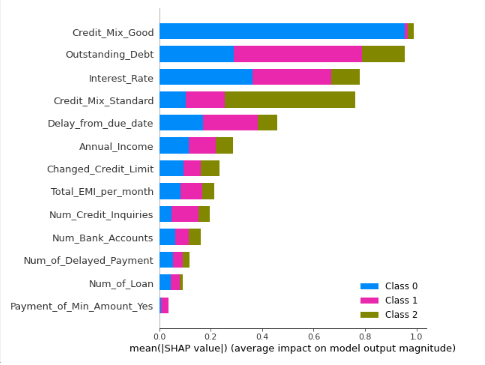 Credit_Mix_Good
Outstanding_Debt
Interest_Rate
Credit_Mix_Standard
Delay_from_due_date
Annual_Income
Changed_Credit_Limit
Total_EMI_per_month
Num_Credit_Inquiries
Num_Bank_Accounts
Num_of_Delayed_Payment
Num_of_Loan
Payment_of_Min_Amount_Yes
Class 0
Class 1
Class 2
0.0 0.2 0.4 0.6 0.8 1.0
mean(|SHAP value|) (average impact on model output magnitude)